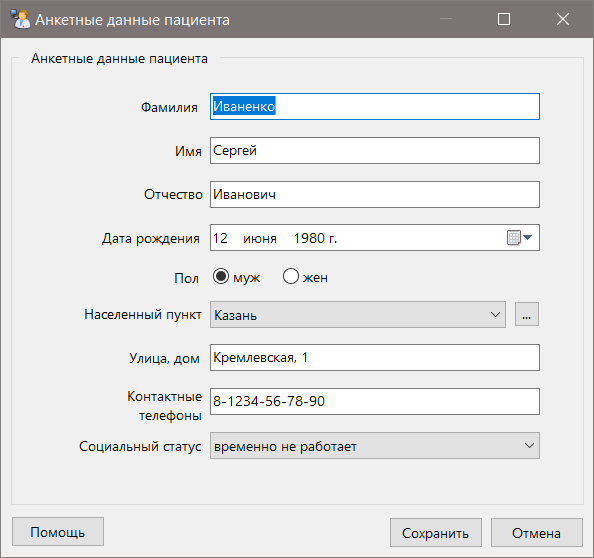 Анкетные данные пациента
Анкетные данные пациента
Фамилия Иваненко
Имя Сергей
Отчество Иванович
Дата рождения 12 июня 1980 г.
Пол муж жен
Населенный пункт Казань ...
Улица, дом Кремлевская, 1
Контактные
телефоны 8-1234-56-78-90
Социальный статус временно не работает
Помощь Сохранить Отмена